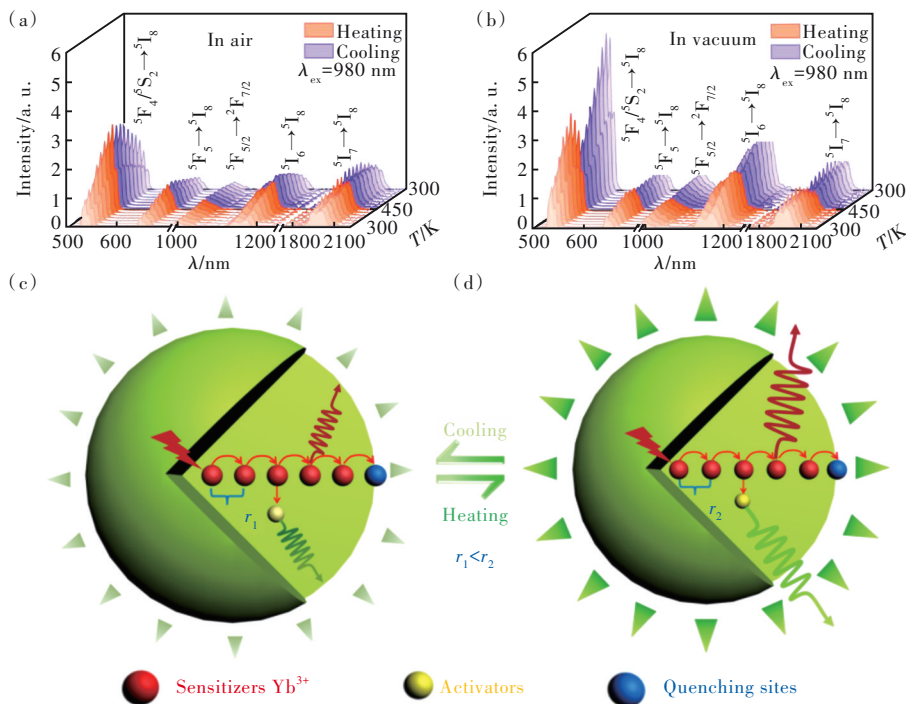 (a)
In air
Heating
Cooling
λex=980 nm
Intensity/a. u.
6
5
4
3
2
1
0
⁵F₄/⁵S₂→⁵I₈
⁵F₅→⁵I₈
⁵F₅/₂→²F₇/₂
⁵I₆→⁵I₈
⁵I₇→⁵I₈
500
600
1000
1200
1800
2100
λ/nm
300
450
300
T/K
(b)
In vacuum
Heating
Cooling
λex=980 nm
Intensity/a. u.
6
5
4
3
2
1
0
⁵F₄/⁵S₂→⁵I₈
⁵F₅→⁵I₈
⁵F₅/₂→²F₇/₂
⁵I₆→⁵I₈
⁵I₇→⁵I₈
500
600
1000
1200
1800
2100
λ/nm
300
450
300
T/K
(c)
r₁
Cooling
Heating
r₁<r₂
(d)
r₂
Sensitizers Yb³⁺
Activators
Quenching sites